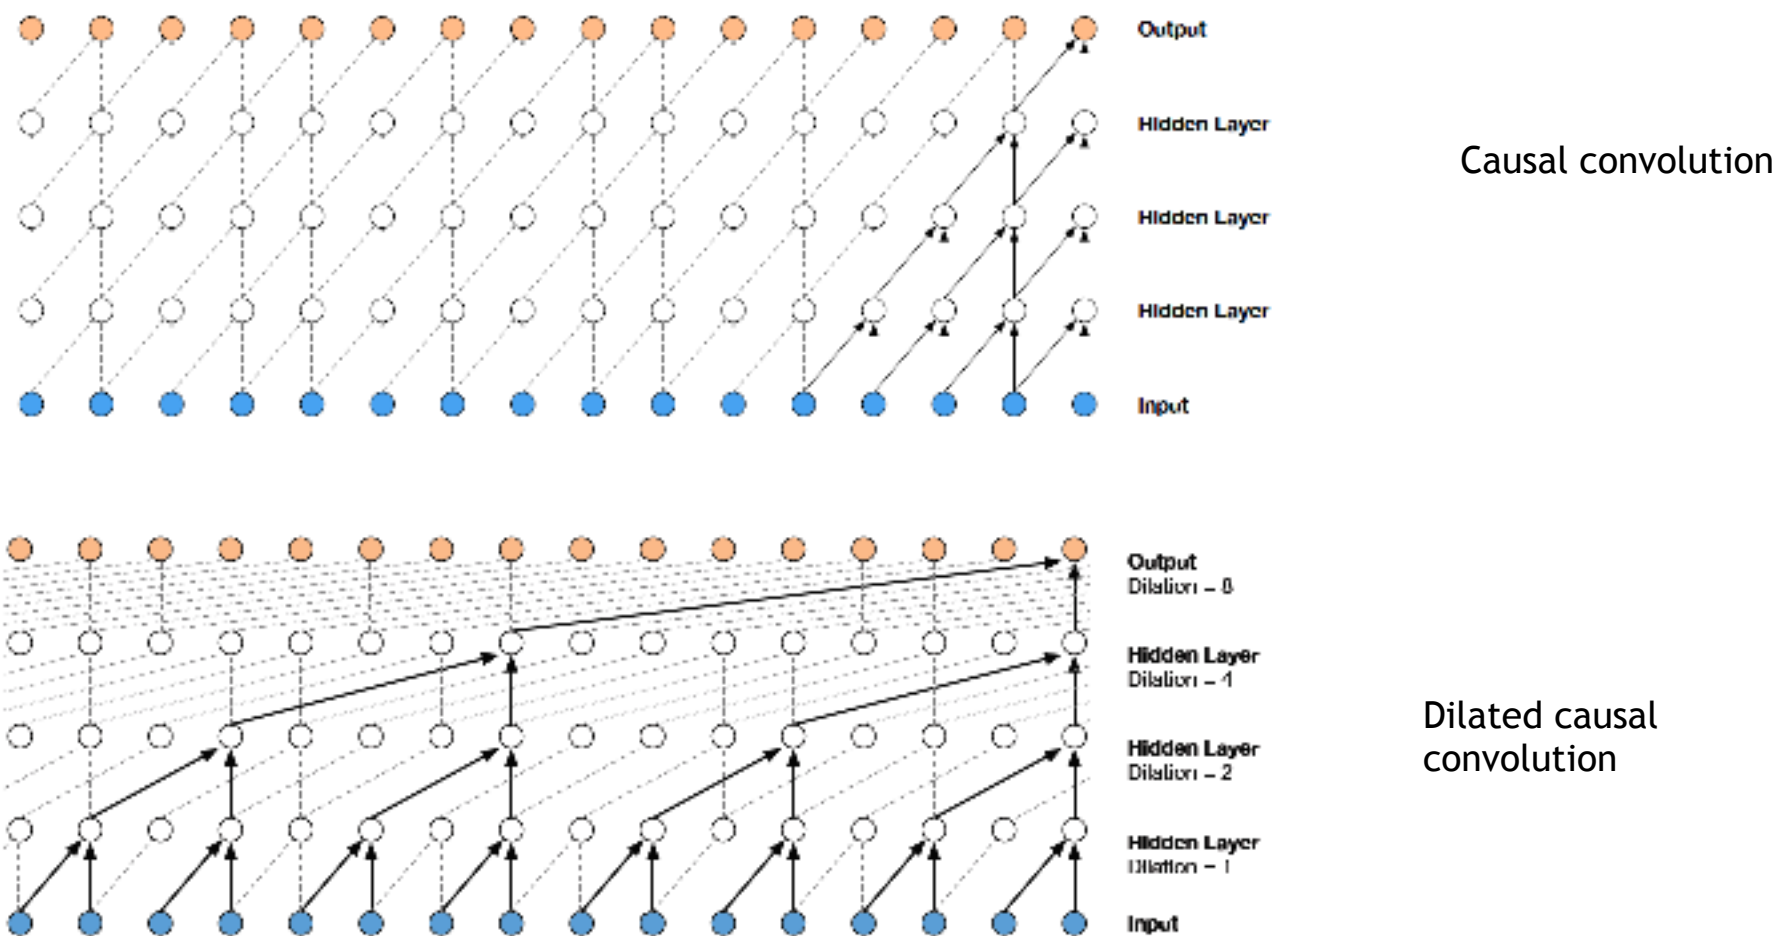 Output
Hidden Layer
Causal convolution
Hidden Layer
Hidden Layer
Input
Output
Dilation = 8
Hidden Layer
Dilation = 4
Dilated causal
convolution
Hidden Layer
Dilation = 2
Hidden Layer
Dilation = 1
Input